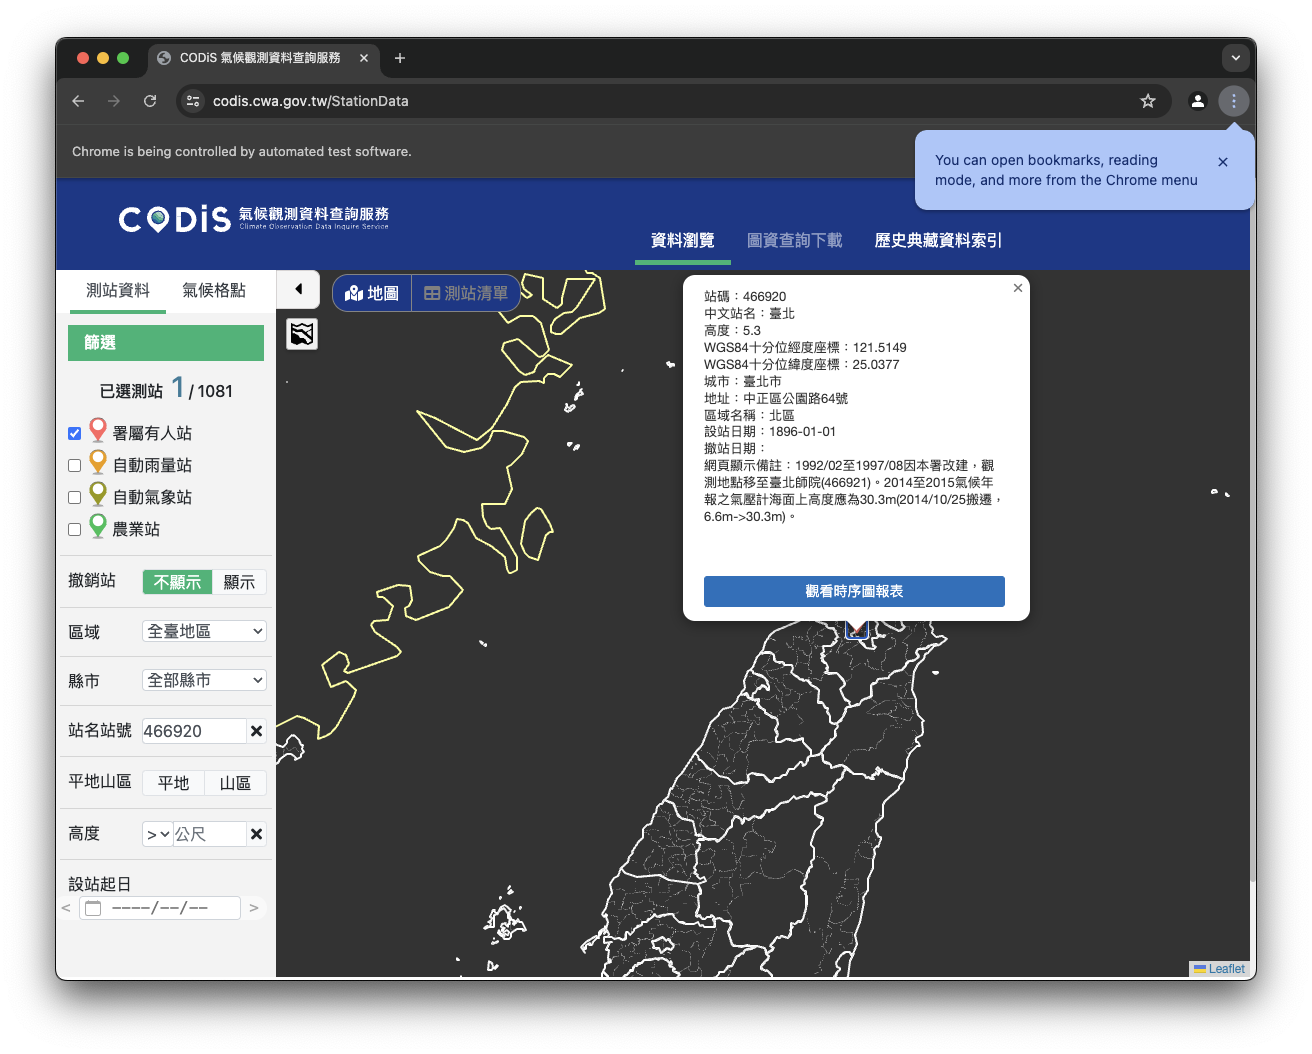 CODiS 氣候觀測資料查詢服務
codis.cwa.gov.tw/StationData
Chrome is being controlled by automated test software.
You can open bookmarks, reading
mode, and more from the Chrome menu
CODiS 氣候觀測資料查詢服務
Climate Observation Data Inquire Service
資料瀏覽 圖資查詢下載 歷史典藏資料索引
測站資料 氣候格點
地圖 測站清單
篩選
已選測站 1 / 1081
署屬有人站
自動雨量站
自動氣象站
農業站
撤銷站 不顯示 顯示
區域 全臺地區
縣市 全部縣市
站名站號 466920
平地山區 平地 山區
高度 > 公尺
設站起日
< ----/--/-- >
站碼：466920
中文站名：臺北
高度：5.3
WGS84十分位經度座標：121.5149
WGS84十分位緯度座標：25.0377
城市：臺北市
地址：中正區公園路64號
區域名稱：北區
設站日期：1896-01-01
撤站日期：
網頁顯示備註：1992/02至1997/08因本署改建，觀
測地點移至臺北師院(466921)。2014至2015氣候年
報之氣壓計海面上高度應為30.3m(2014/10/25搬遷，
6.6m->30.3m)。
觀看時序圖報表
Leaflet